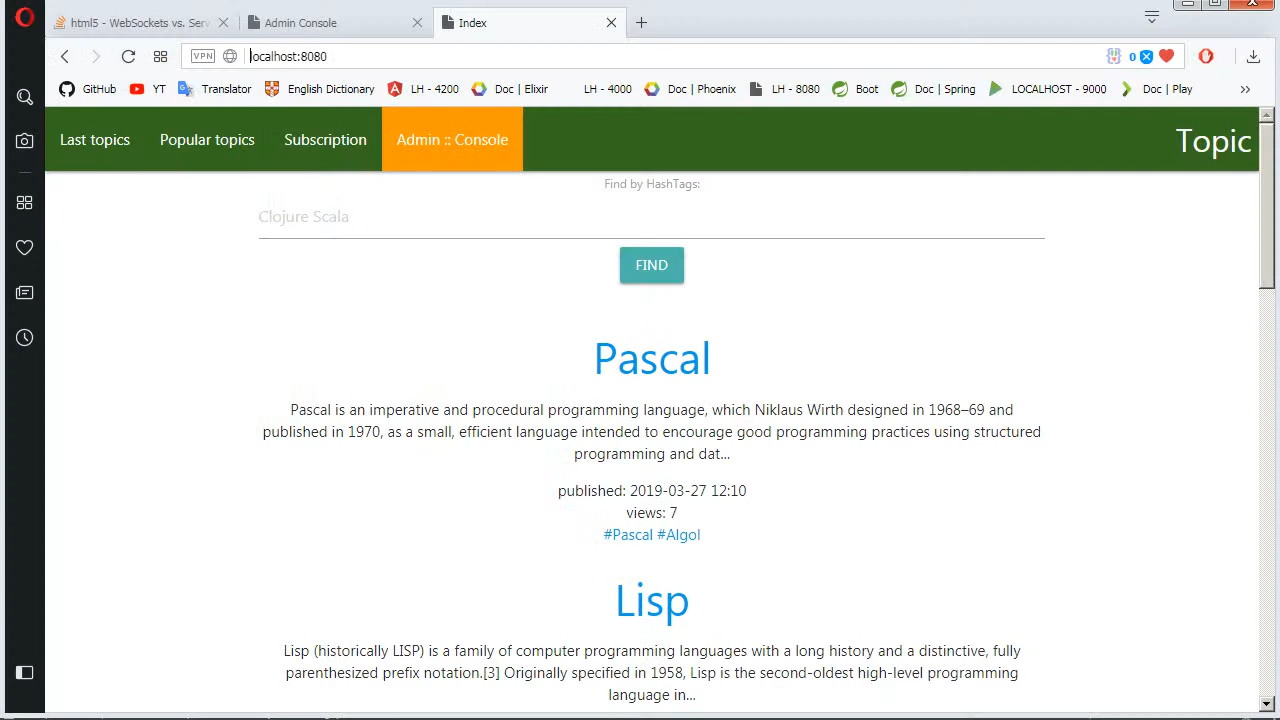 html5 - WebSockets vs. Serv
Admin Console
Index
VPN
localhost:8080
0
GitHub
YT
Translator
English Dictionary
LH - 4200
Doc | Elixir
LH - 4000
Doc | Phoenix
LH - 8080
Boot
Doc | Spring
LOCALHOST - 9000
Doc | Play
Last topics
Popular topics
Subscription
Admin :: Console
Topic
Find by HashTags:
Clojure Scala
FIND
Pascal
Pascal is an imperative and procedural programming language, which Niklaus Wirth designed in 1968–69 and
published in 1970, as a small, efficient language intended to encourage good programming practices using structured
programming and dat...
published: 2019-03-27 12:10
views: 7
#Pascal #Algol
Lisp
Lisp (historically LISP) is a family of computer programming languages with a long history and a distinctive, fully
parenthesized prefix notation.[3] Originally specified in 1958, Lisp is the second-oldest high-level programming
language in...